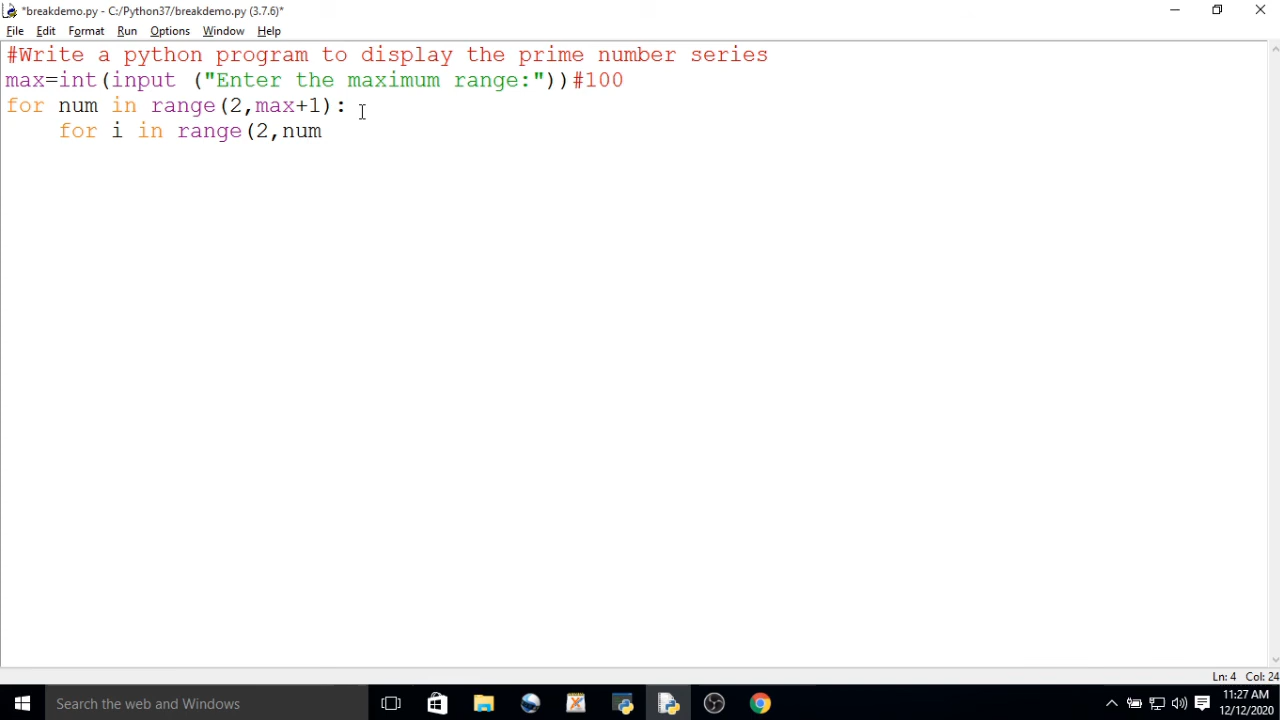 *breakdemo.py - C:/Python37/breakdemo.py (3.7.6)*
File Edit Format Run Options Window Help
#Write a python program to display the prime number series
max=int(input ("Enter the maximum range:"))#100
for num in range(2,max+1):
    for i in range(2,num
Ln: 4 Col: 24
Search the web and Windows
11:27 AM
12/12/2020